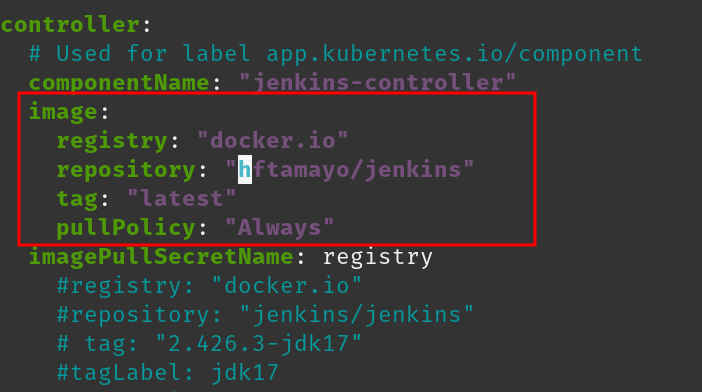 controller:
# Used for label app.kubernetes.io/component
componentName: "jenkins-controller"
image:
registry: "docker.io"
repository: "hftamayo/jenkins"
tag: "latest"
pullPolicy: "Always"
imagePullSecretName: registry
#registry: "docker.io"
#repository: "jenkins/jenkins"
# tag: "2.426.3-jdk17"
#tagLabel: jdk17